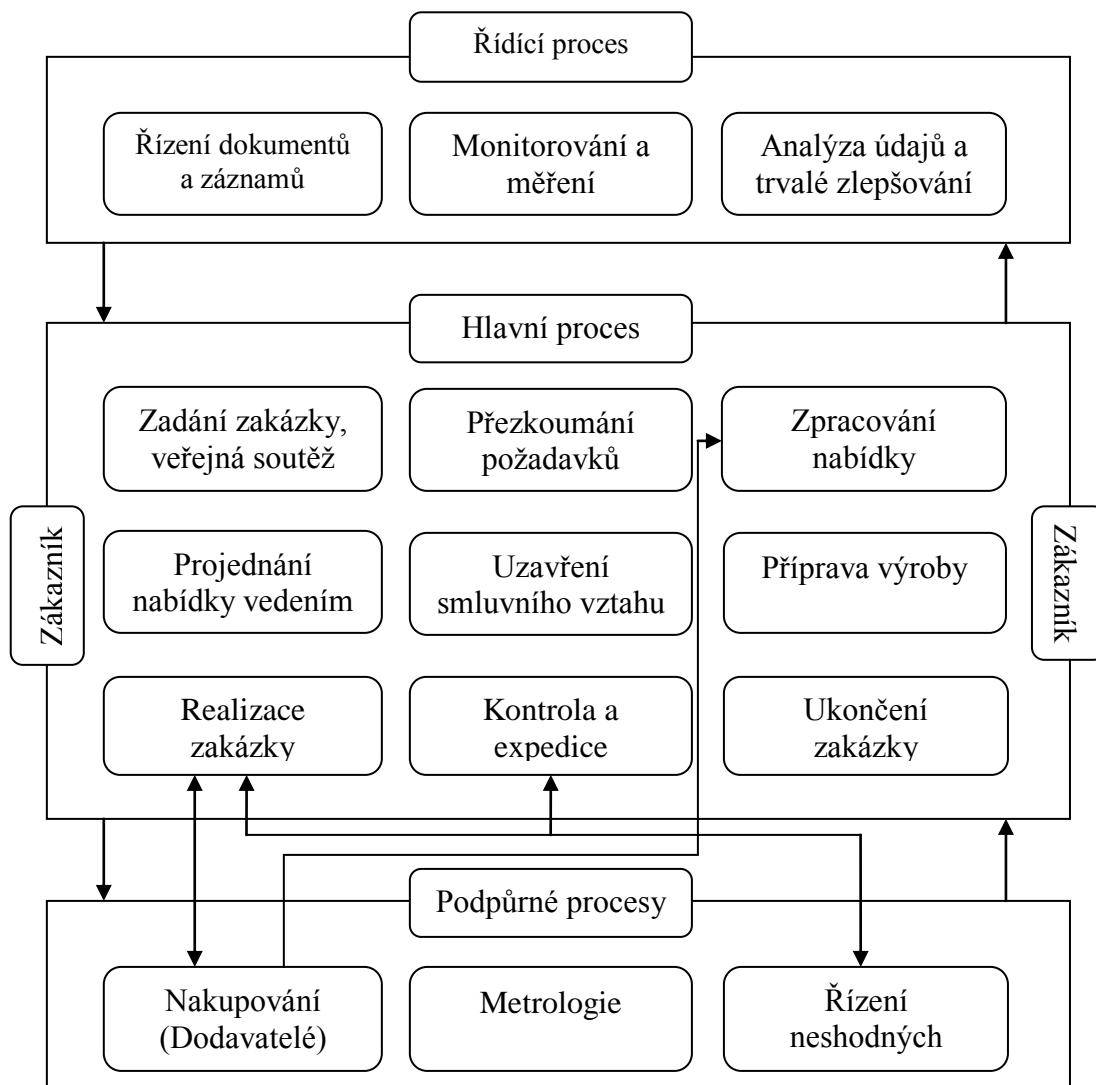 Řídící proces
Řízení dokumentů
a záznamů
Monitorování a
měření
Analýza údajů a
trvalé zlepšování
Hlavní proces
Zadání zakázky,
veřejná soutěž
Přezkoumání
požadavků
Zpracování
nabídky
Zákazník
Projednání
nabídky vedením
Uzavření
smluvního vztahu
Příprava výroby
Zákazník
Realizace
zakázky
Kontrola a
expedice
Ukončení
zakázky
Podpůrné procesy
Nakupování
(Dodavatelé)
Metrologie
Řízení
neshodných